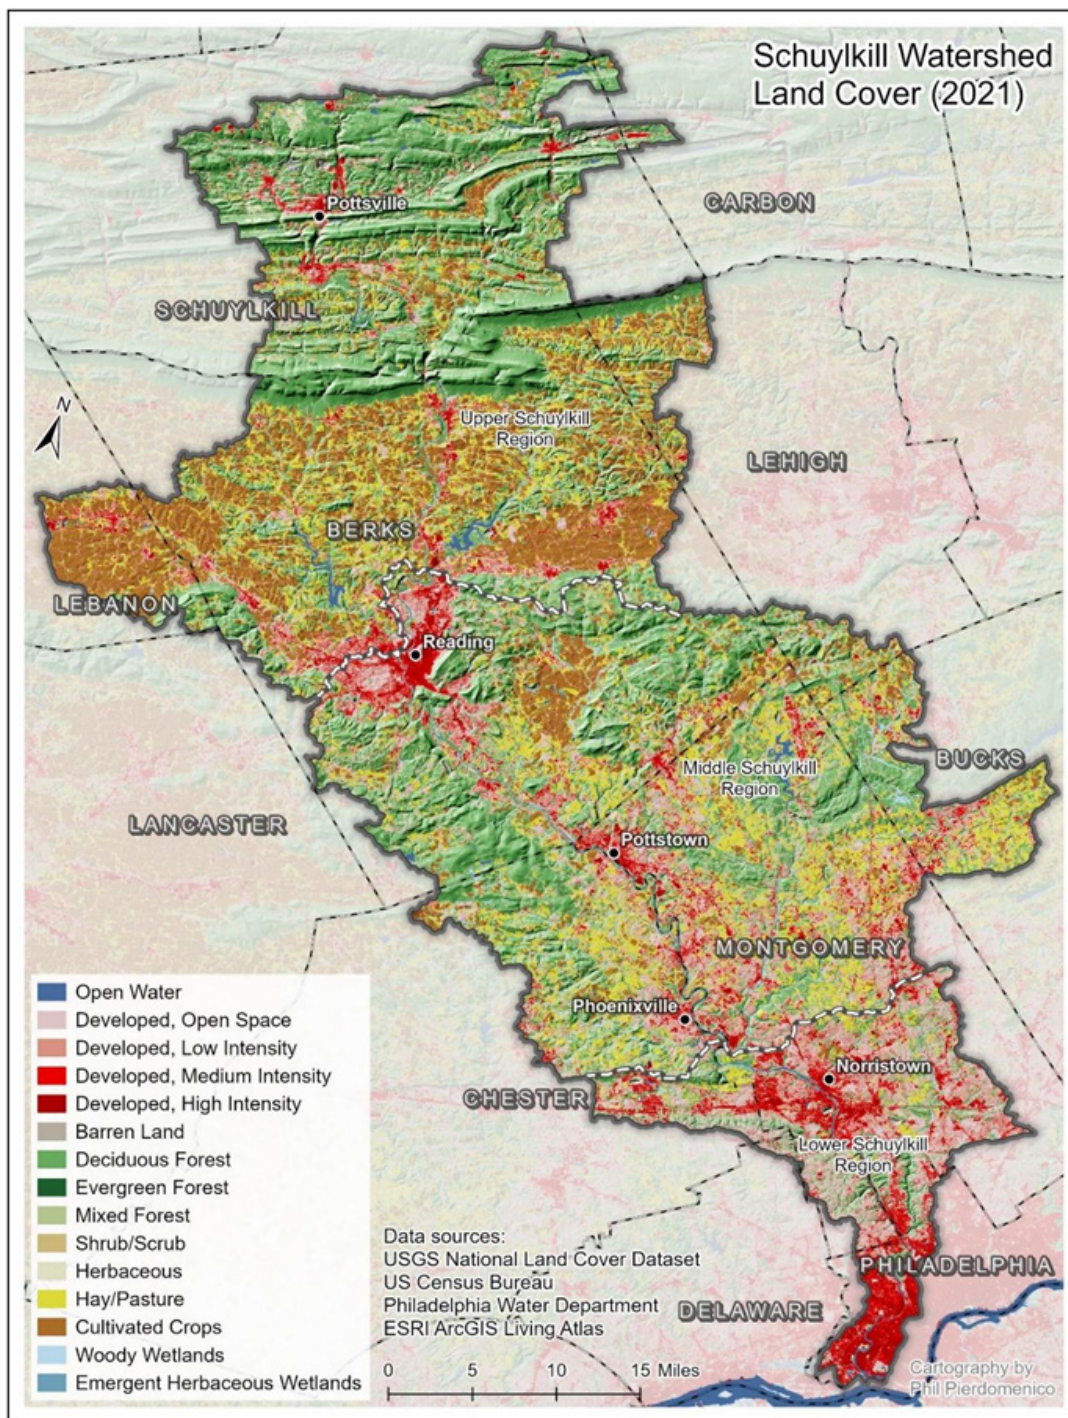 Schuylkill Watershed
Land Cover (2021)
CARBON
Pottsville
SCHUYLKILL
N
Upper Schuylkill
Region
LEHIGH
BERKS
LEBANON
Reading
BUCKS
Middle Schuylkill
Region
LANCASTER
Pottstown
MONTGOMERY
Phoenixville
Norristown
CHESTER
Lower Schuylkill
Region
PHILADELPHIA
DELAWARE
Open Water
Developed, Open Space
Developed, Low Intensity
Developed, Medium Intensity
Developed, High Intensity
Barren Land
Deciduous Forest
Evergreen Forest
Mixed Forest
Shrub/Scrub
Herbaceous
Hay/Pasture
Cultivated Crops
Woody Wetlands
Emergent Herbaceous Wetlands
Data sources:
USGS National Land Cover Dataset
US Census Bureau
Philadelphia Water Department
ESRI ArcGIS Living Atlas
0 5 10 15 Miles
Cartography by
Phil Pierdomenico